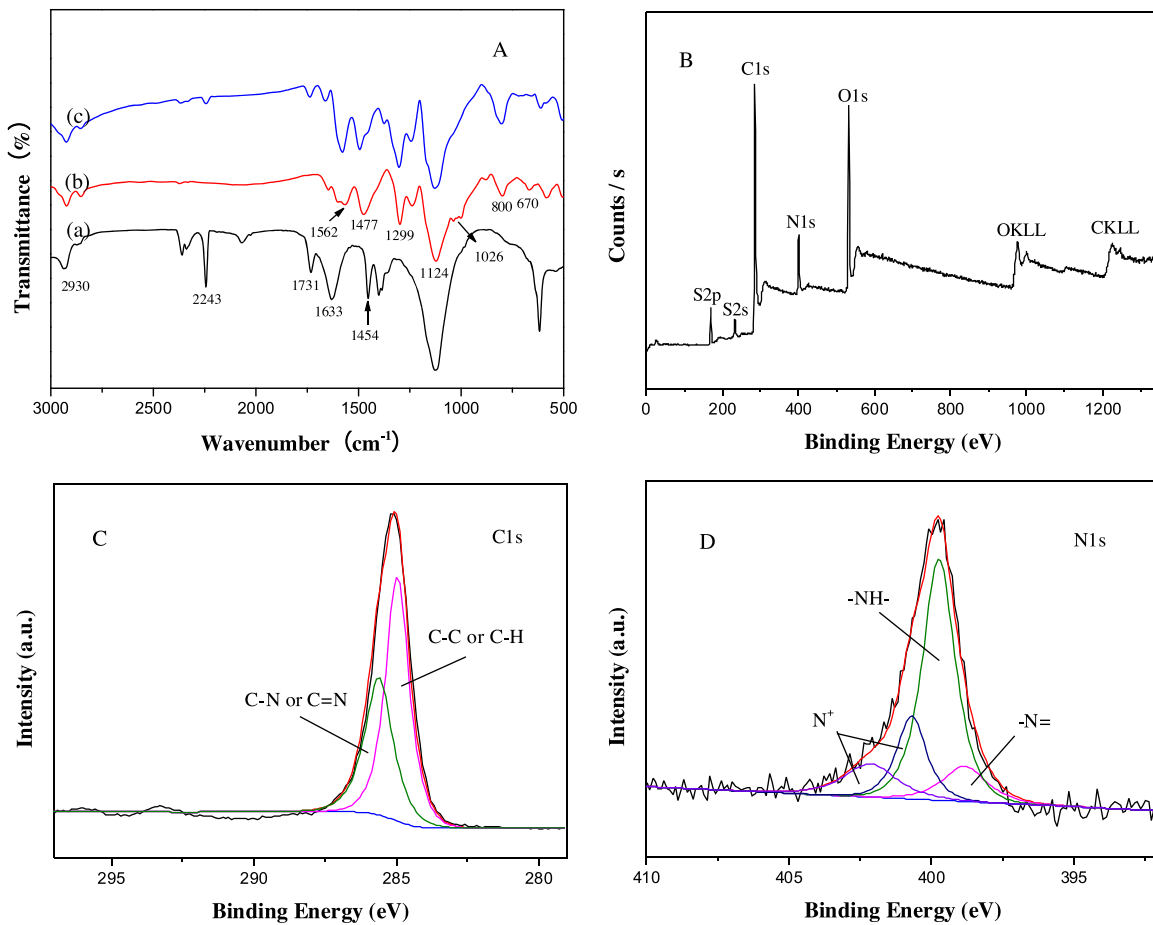 A
(c)
(b)
(a)
2930
2243
1731
1633
1562
1454
1477
1299
1124
1026
800
670
Transmittance (%)
3000
2500
2000
1500
1000
500
Wavenumber (cm⁻¹)
B
C1s
O1s
N1s
S2p
S2s
OKLL
CKLL
Counts / s
0
200
400
600
800
1000
1200
Binding Energy (eV)
C
C1s
C-C or C-H
C-N or C=N
Intensity (a.u.)
295
290
285
280
Binding Energy (eV)
D
N1s
-NH-
N⁺
-N=
Intensity (a.u.)
410
405
400
395
Binding Energy (eV)